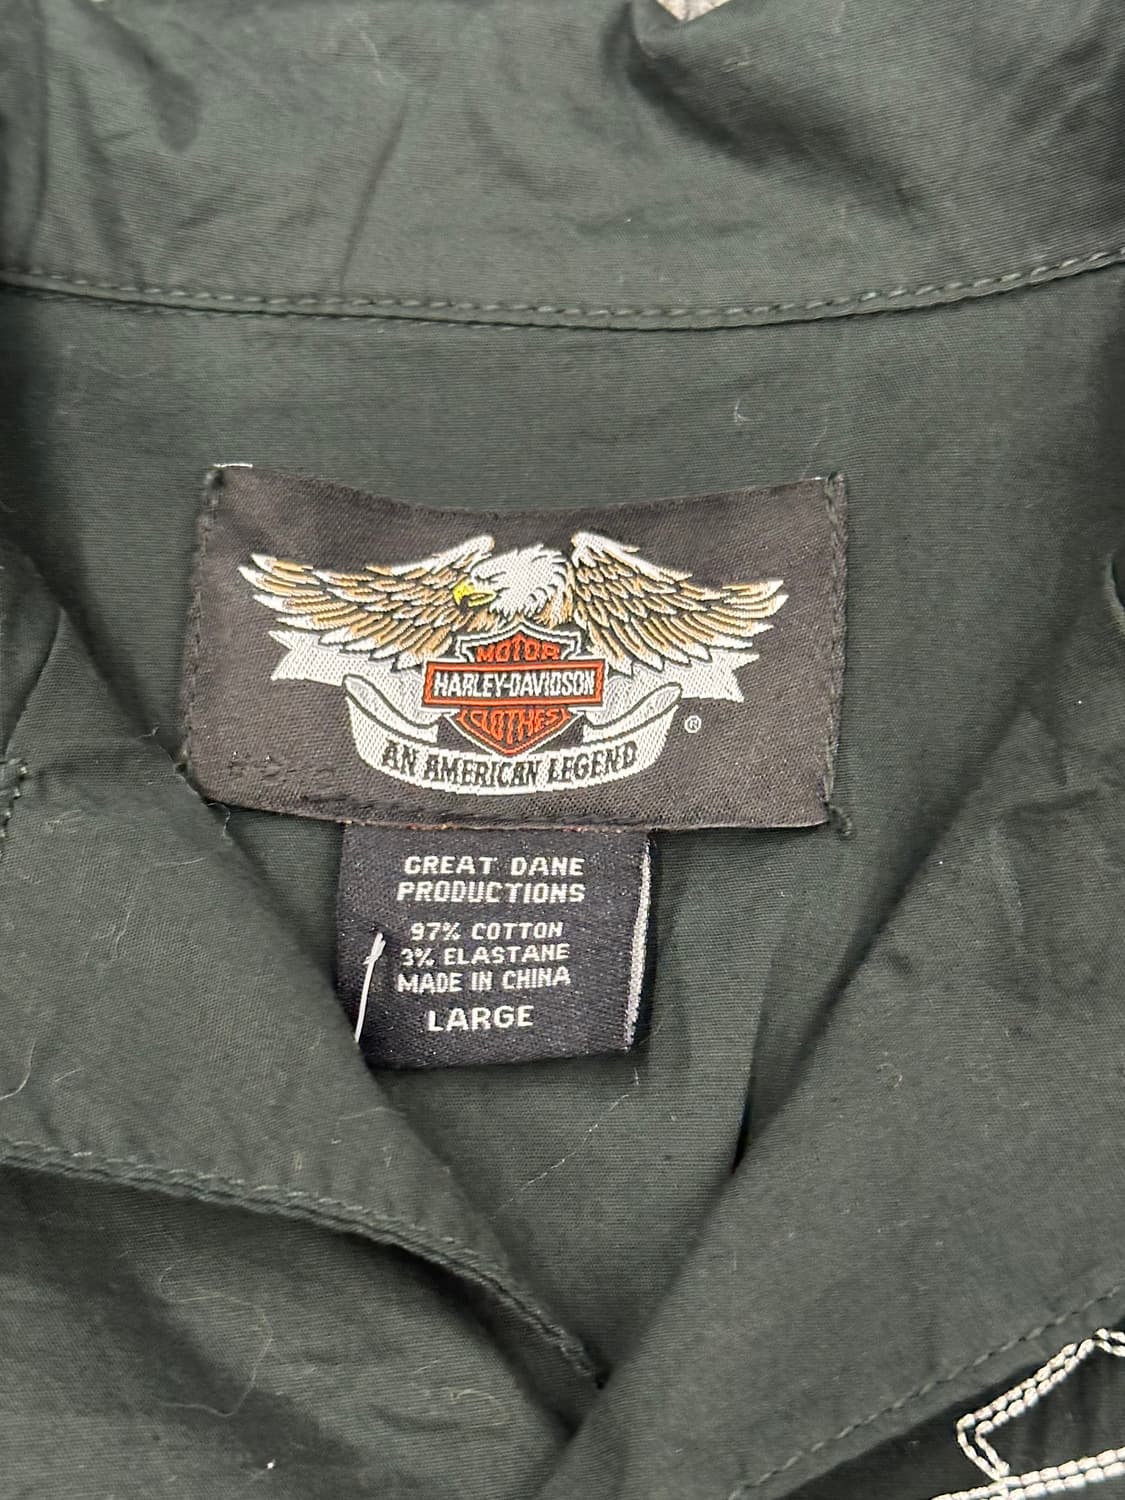 MOTOR
HARLEY-DAVIDSON
CLOTHES
®
AN AMERICAN LEGEND
GREAT DANE
PRODUCTIONS
97% COTTON
3% ELASTANE
MADE IN CHINA
LARGE